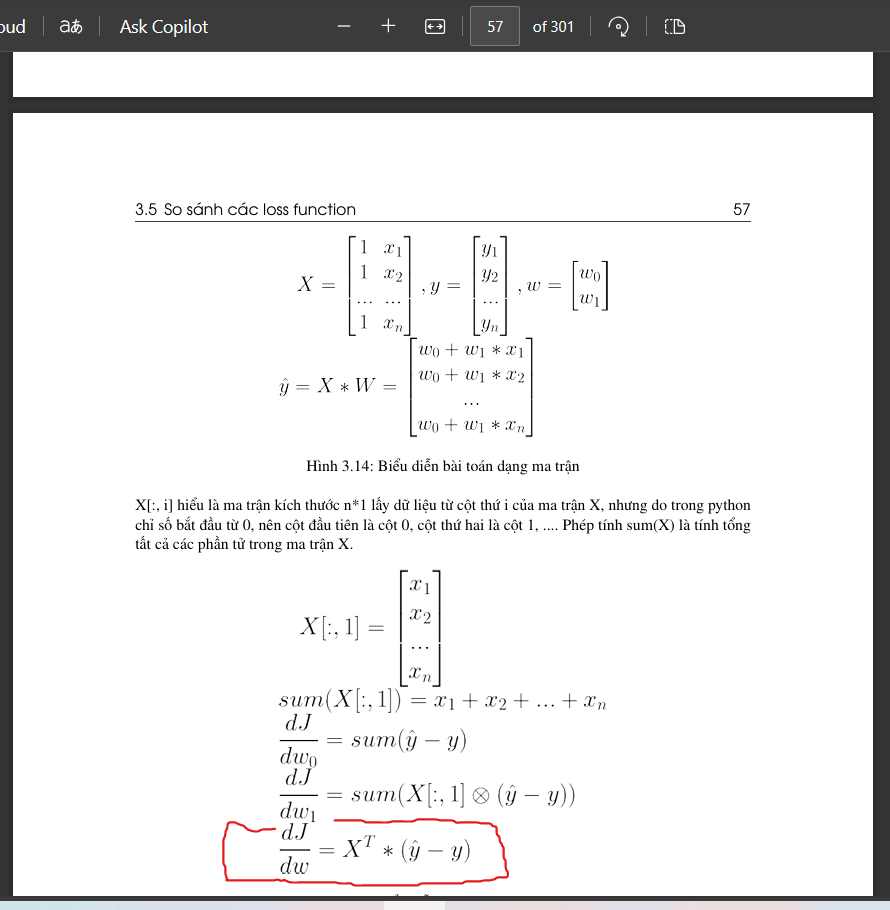 oud aあ Ask Copilot 57 of 301
3.5 So sánh các loss function 57
X = [1 x₁; 1 x₂; ... ...; 1 xₙ], y = [y₁; y₂; ...; yₙ], w = [w₀; w₁]
ŷ = X ∗ W = [w₀ + w₁ ∗ x₁; w₀ + w₁ ∗ x₂; ...; w₀ + w₁ ∗ xₙ]
Hình 3.14: Biểu diễn bài toán dạng ma trận
X[:, i] hiểu là ma trận kích thước n*1 lấy dữ liệu từ cột thứ i của ma trận X, nhưng do trong python
chỉ số bắt đầu từ 0, nên cột đầu tiên là cột 0, cột thứ hai là cột 1, .... Phép tính sum(X) là tính tổng
tất cả các phần tử trong ma trận X.
X[:, 1] = [x₁; x₂; ...; xₙ]
sum(X[:, 1]) = x₁ + x₂ + ... + xₙ
dJ/dw₀ = sum(ŷ − y)
dJ/dw₁ = sum(X[:, 1] ⊗ (ŷ − y))
dJ/dw = Xᵀ ∗ (ŷ − y)